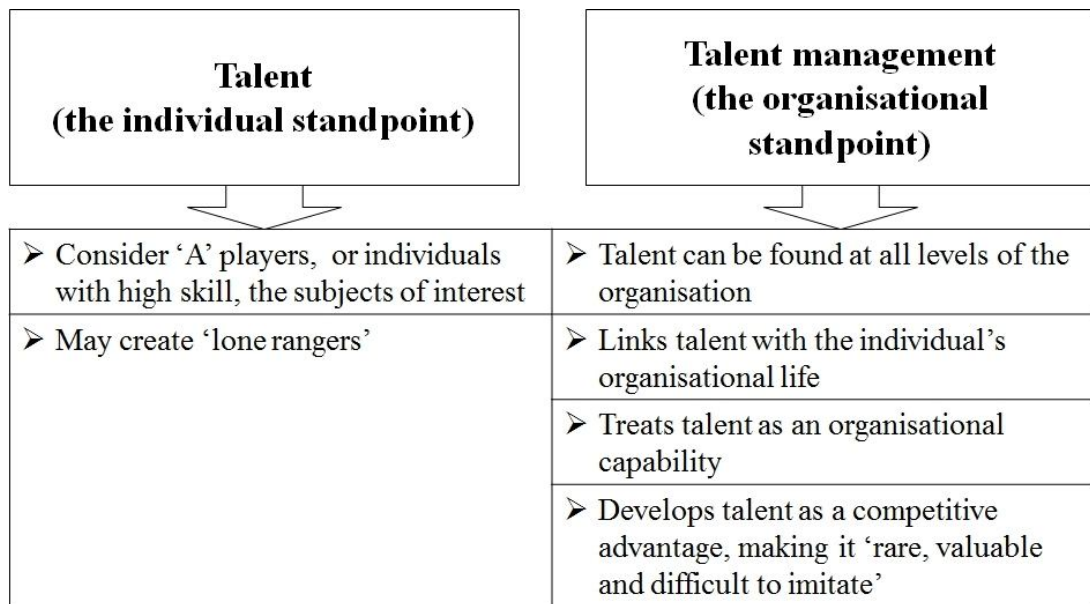 Talent
(the individual standpoint)
Talent management
(the organisational
standpoint)
➢ Consider ‘A’ players, or individuals
with high skill, the subjects of interest
➢ May create ‘lone rangers’
➢ Talent can be found at all levels of the
organisation
➢ Links talent with the individual’s
organisational life
➢ Treats talent as an organisational
capability
➢ Develops talent as a competitive
advantage, making it ‘rare, valuable
and difficult to imitate’